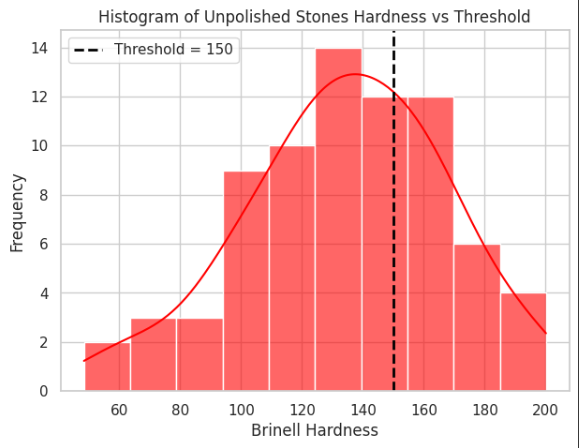 Histogram of Unpolished Stones Hardness vs Threshold
Threshold = 150
14
12
10
8
6
4
2
0
Frequency
60 80 100 120 140 160 180 200
Brinell Hardness